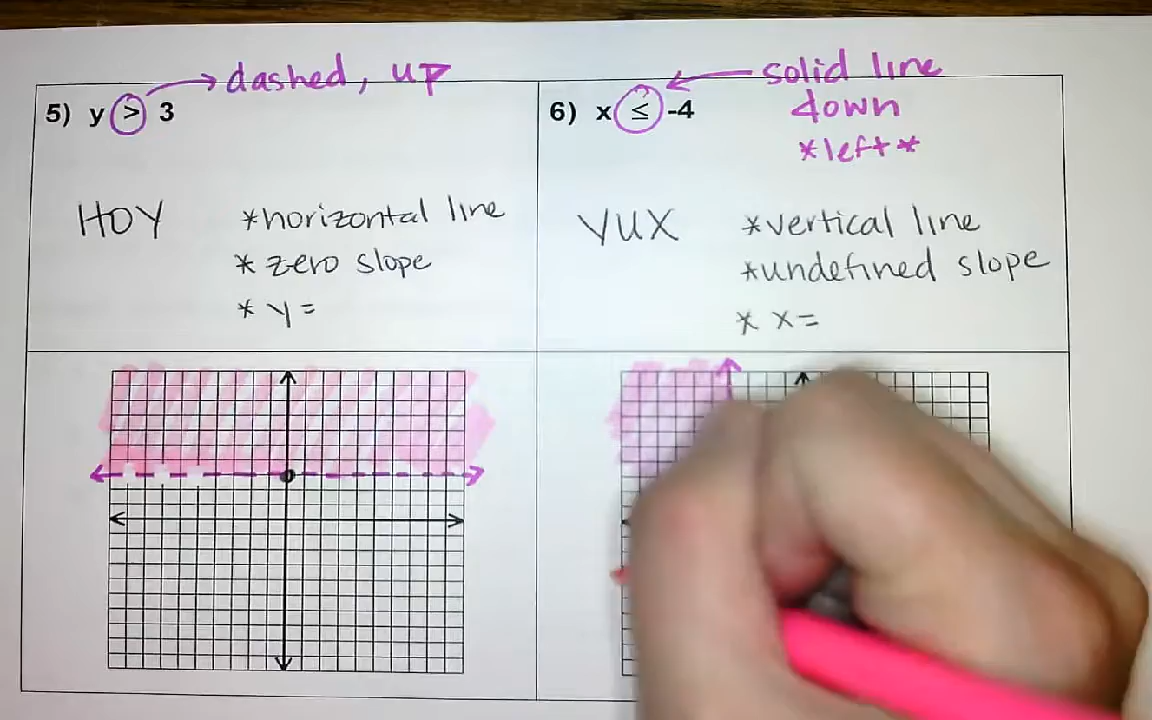 dashed, up
5) y > 3
HOY
*horizontal line
* zero slope
* y =
solid line
down
*left*
6) x ≤ -4
VUX
*vertical line
*undefined slope
* x =